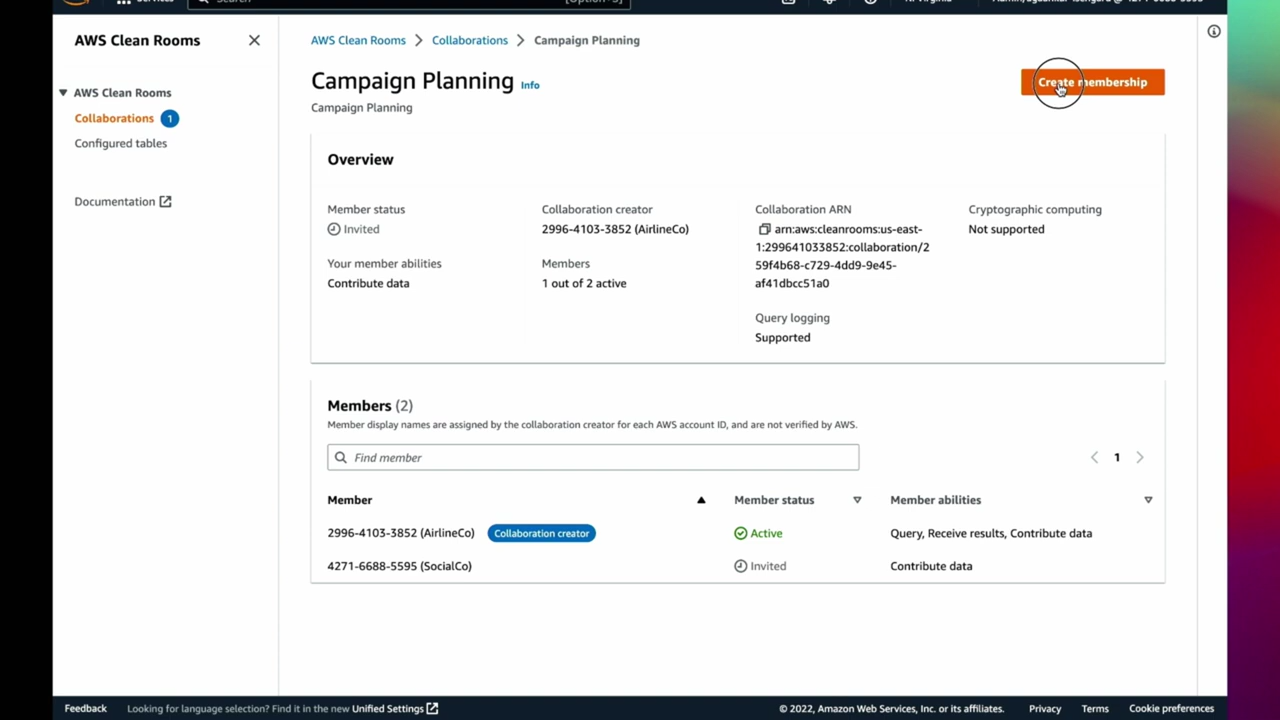 AWS Clean Rooms
AWS Clean Rooms
Collaborations 1
Configured tables
Documentation
AWS Clean Rooms > Collaborations > Campaign Planning
Campaign Planning Info
Create membership
Campaign Planning
Overview
Member status
Invited
Your member abilities
Contribute data
Collaboration creator
2996-4103-3852 (AirlineCo)
Members
1 out of 2 active
Collaboration ARN
arn:aws:cleanrooms:us-east-
1:299641033852:collaboration/2
59f4b68-c729-4dd9-9e45-
af41dbcc51a0
Query logging
Supported
Cryptographic computing
Not supported
Members (2)
Member display names are assigned by the collaboration creator for each AWS account ID, and are not verified by AWS.
Find member
1
Member Member status Member abilities
2996-4103-3852 (AirlineCo) Collaboration creator Active Query, Receive results, Contribute data
4271-6688-5595 (SocialCo) Invited Contribute data
Feedback Looking for language selection? Find it in the new Unified Settings © 2022, Amazon Web Services, Inc. or its affiliates. Privacy Terms Cookie preferences